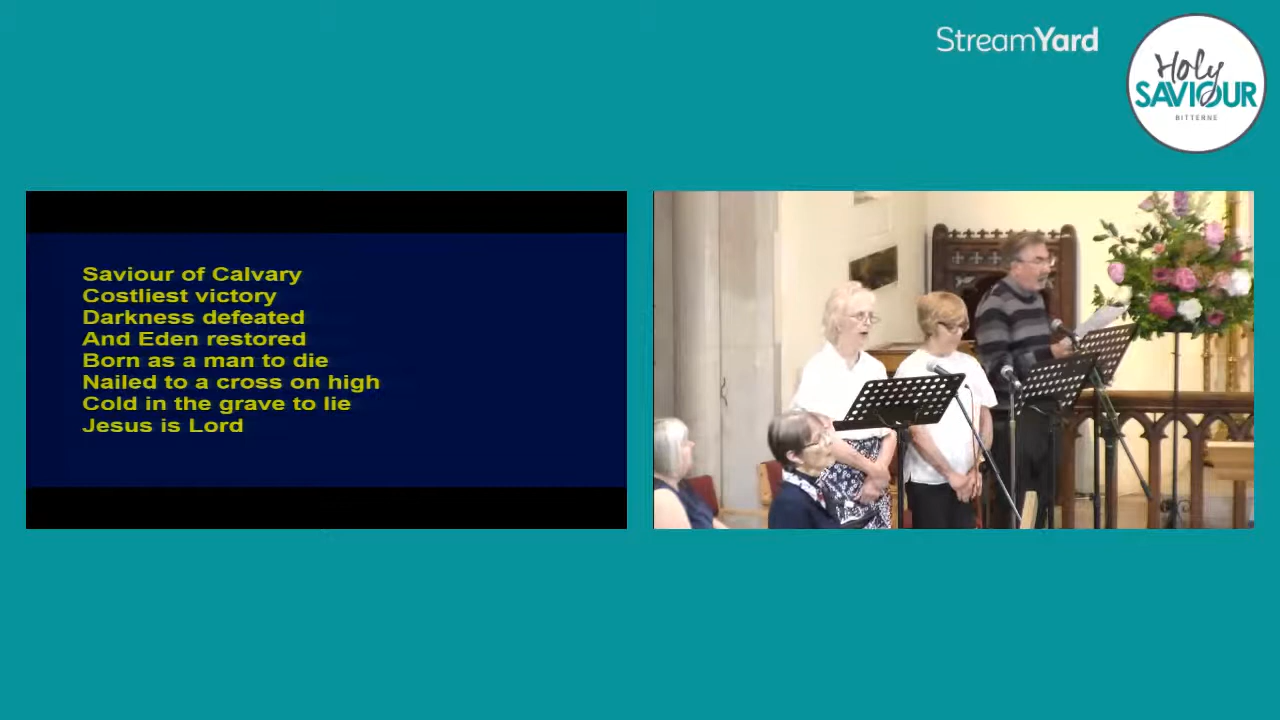 StreamYard
Holy
SAVIOUR
BITTERNE
Saviour of Calvary
Costliest victory
Darkness defeated
And Eden restored
Born as a man to die
Nailed to a cross on high
Cold in the grave to lie
Jesus is Lord